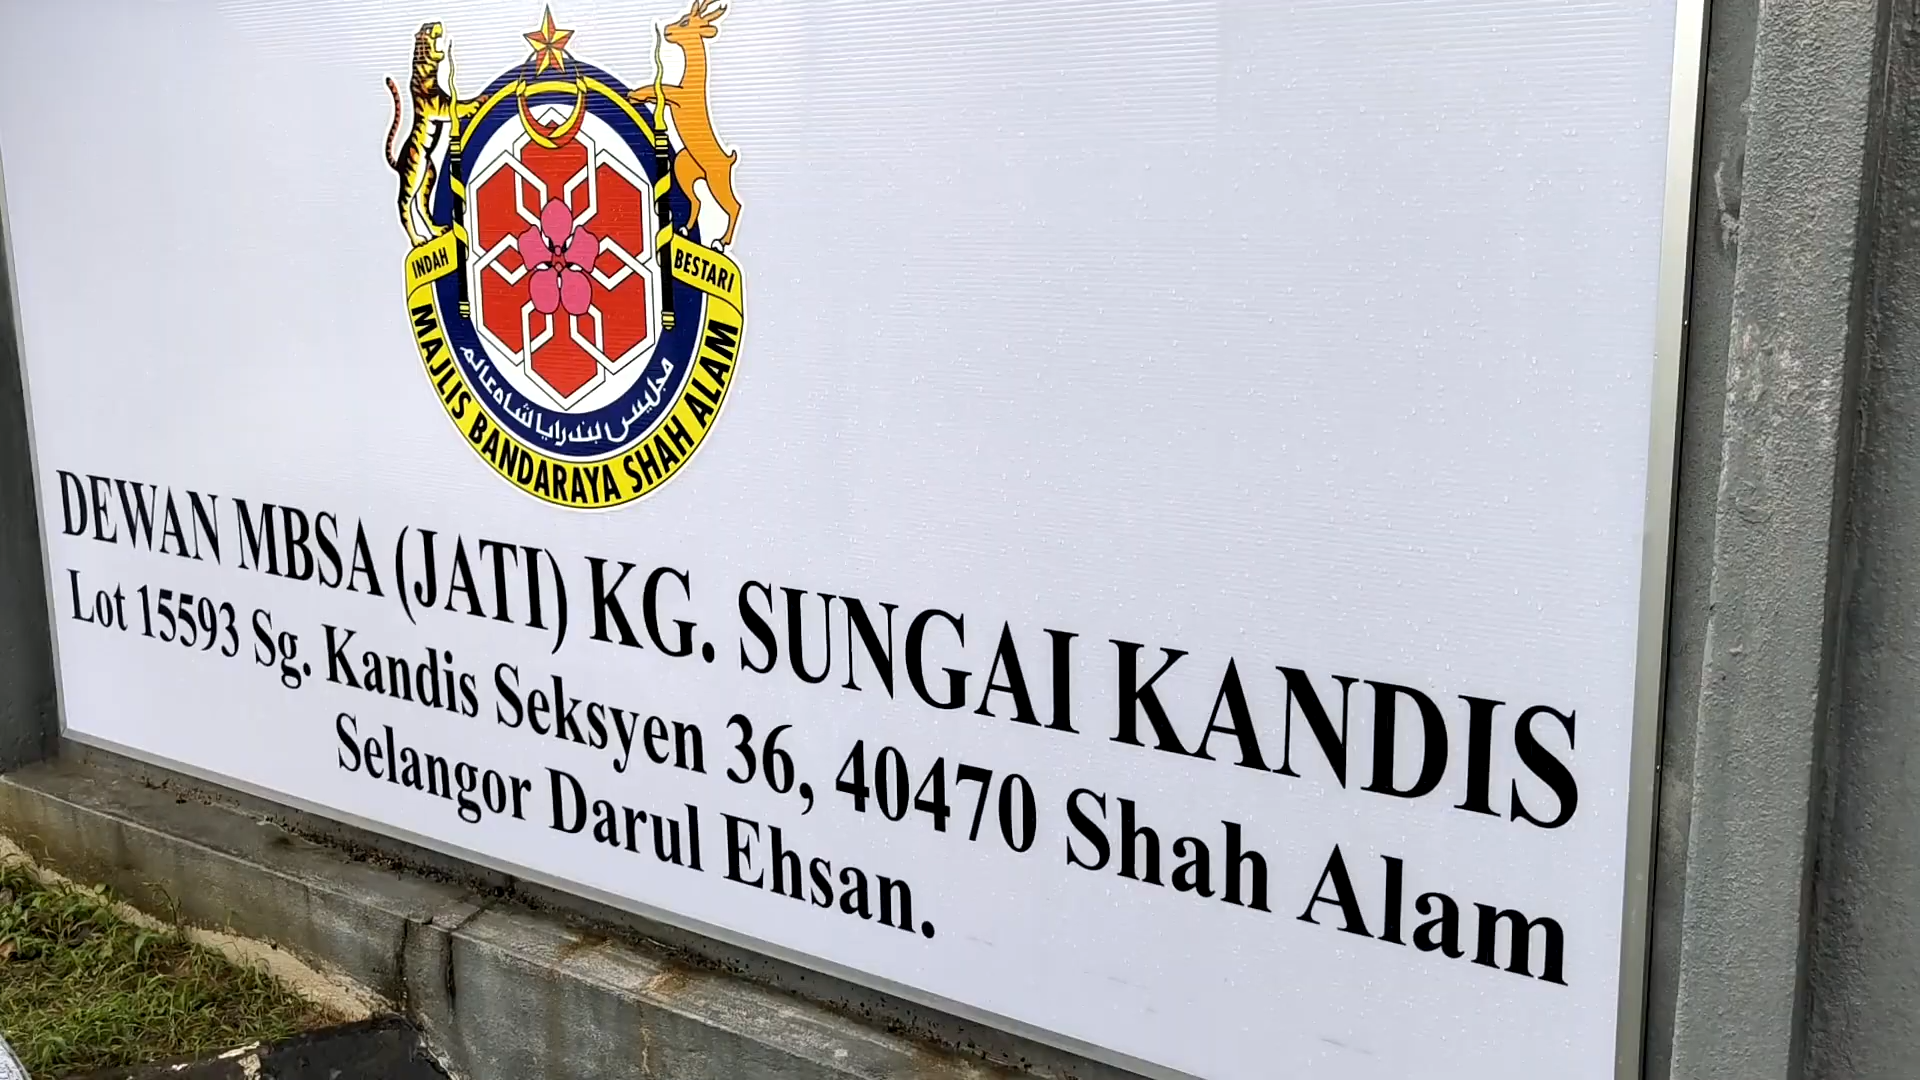 INDAH
BESTARI
مجليس بندرايا شاه عالم
MAJLIS BANDARAYA SHAH ALAM
DEWAN MBSA (JATI) KG. SUNGAI KANDIS
Lot 15593 Sg. Kandis Seksyen 36, 40470 Shah Alam
Selangor Darul Ehsan.